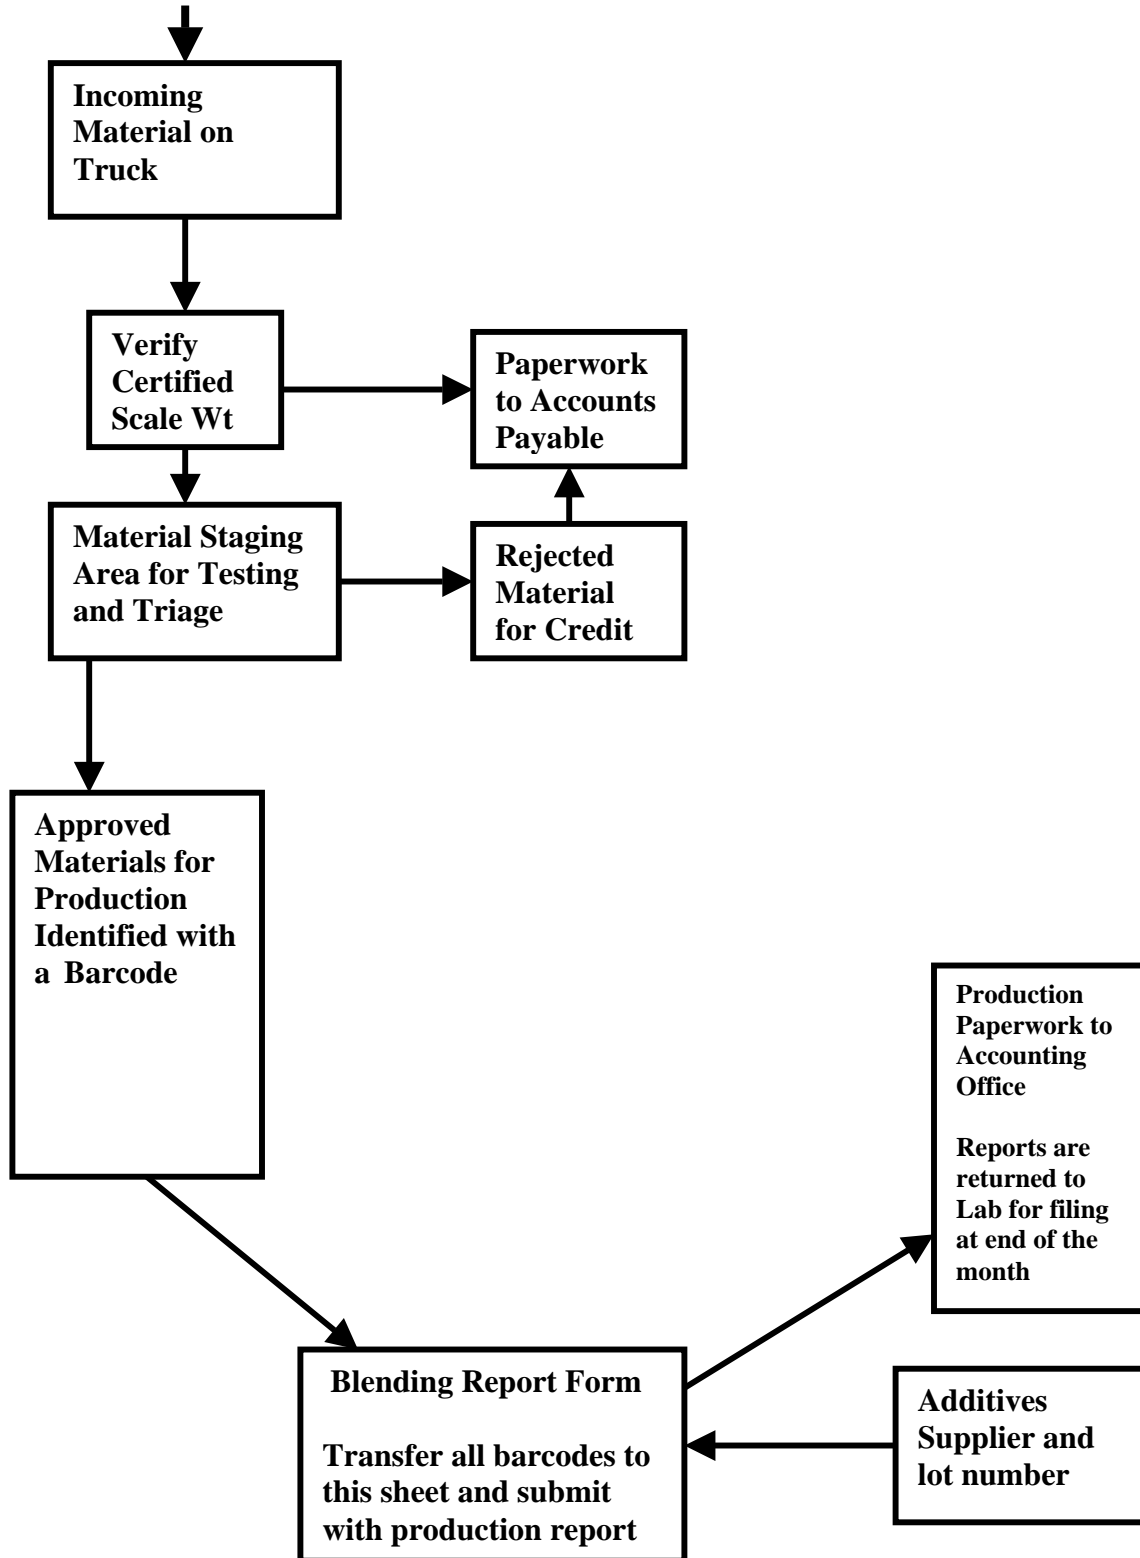 Incoming
Material on
Truck
Verify
Certified
Scale Wt
Paperwork
to Accounts
Payable
Material Staging
Area for Testing
and Triage
Rejected
Material
for Credit
Approved
Materials for
Production
Identified with
a Barcode
Production
Paperwork to
Accounting
Office
Reports are
returned to
Lab for filing
at end of the
month
Blending Report Form
Transfer all barcodes to
this sheet and submit
with production report
Additives
Supplier and
lot number